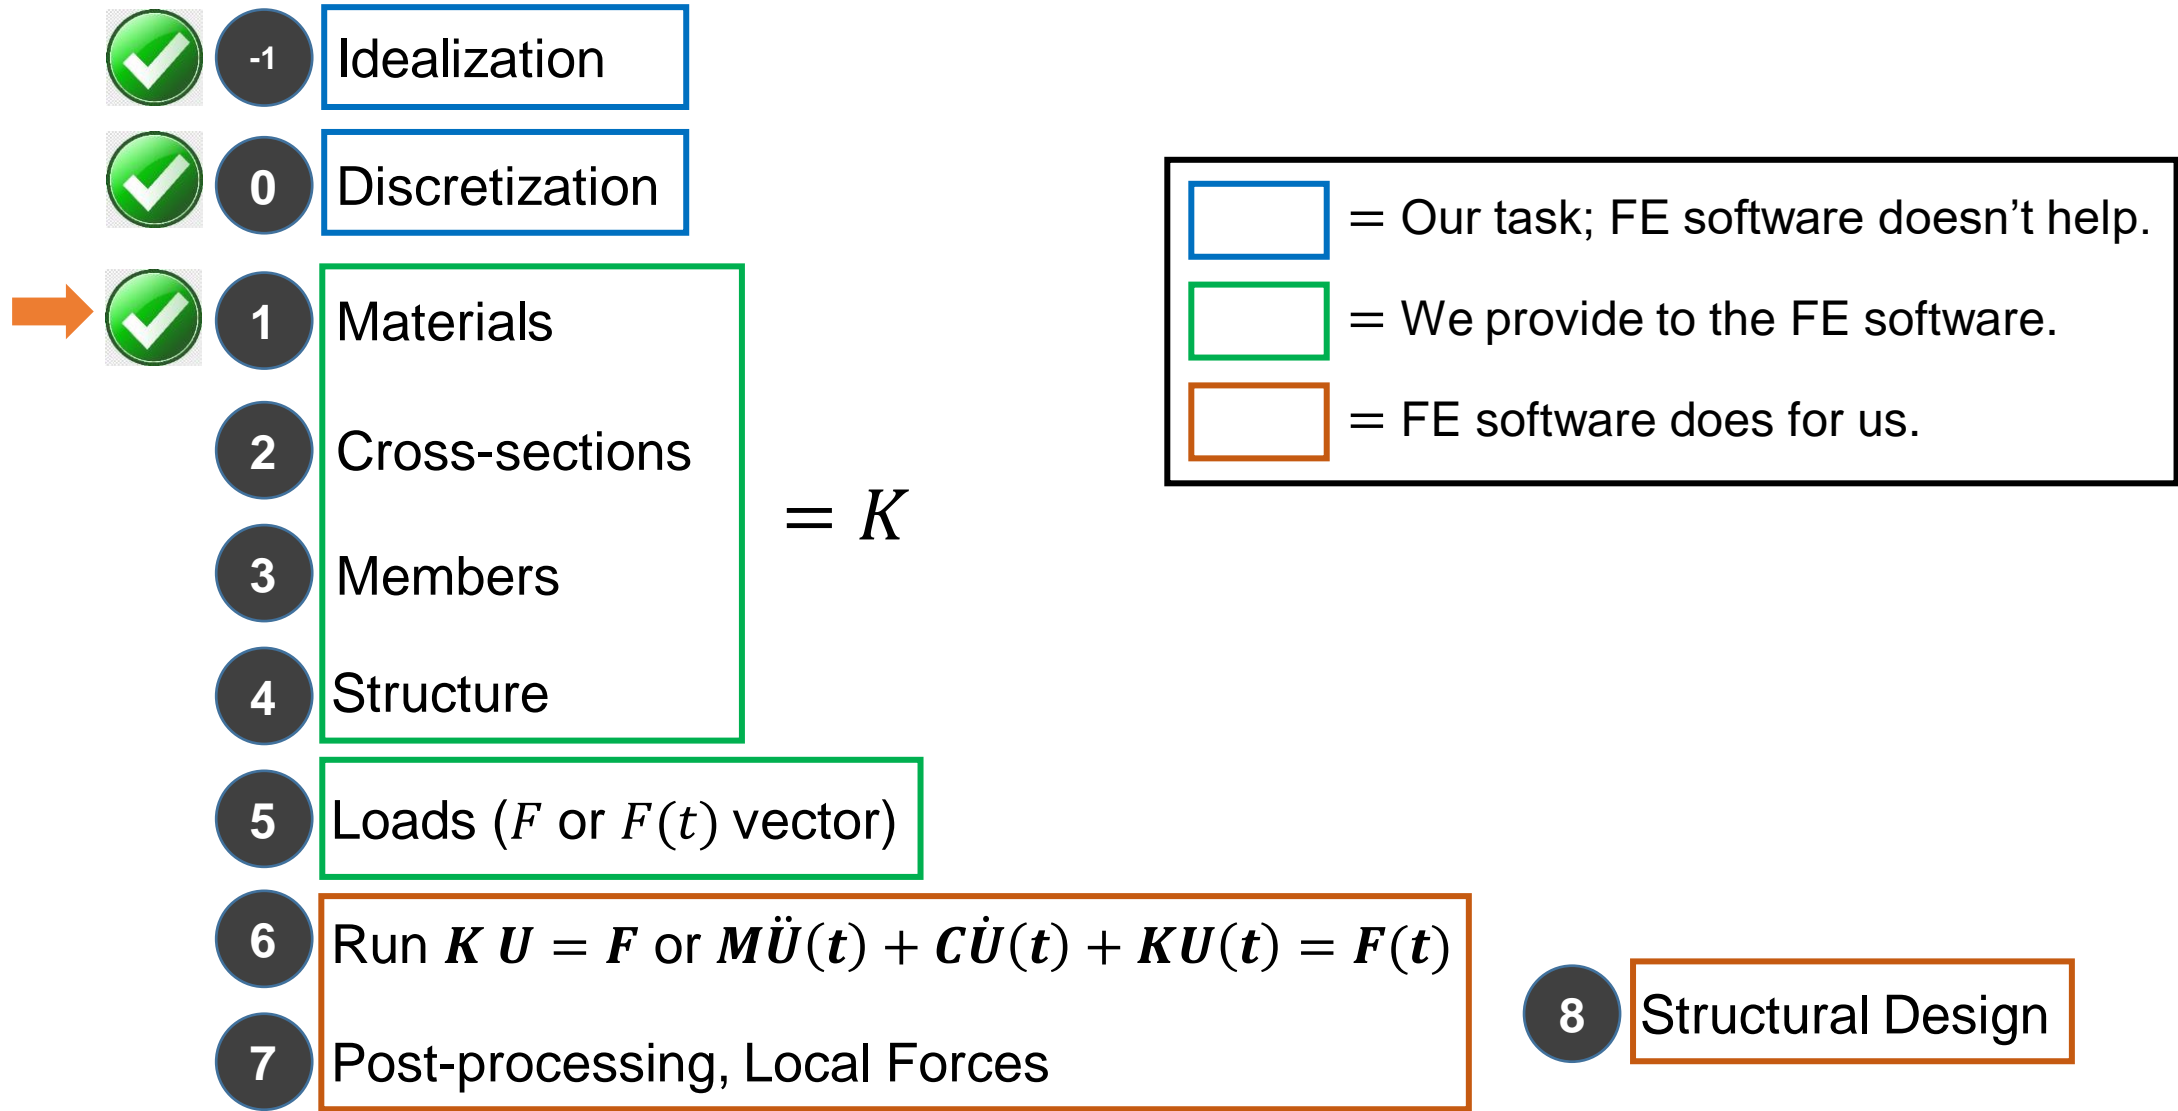 -1 Idealization
0 Discretization
1 Materials
2 Cross-sections
3 Members
4 Structure
= K
5 Loads (F or F(t) vector)
6 Run K U = F or MÜ(t) + CU̇(t) + KU(t) = F(t)
7 Post-processing, Local Forces
8 Structural Design
= Our task; FE software doesn’t help.
= We provide to the FE software.
= FE software does for us.